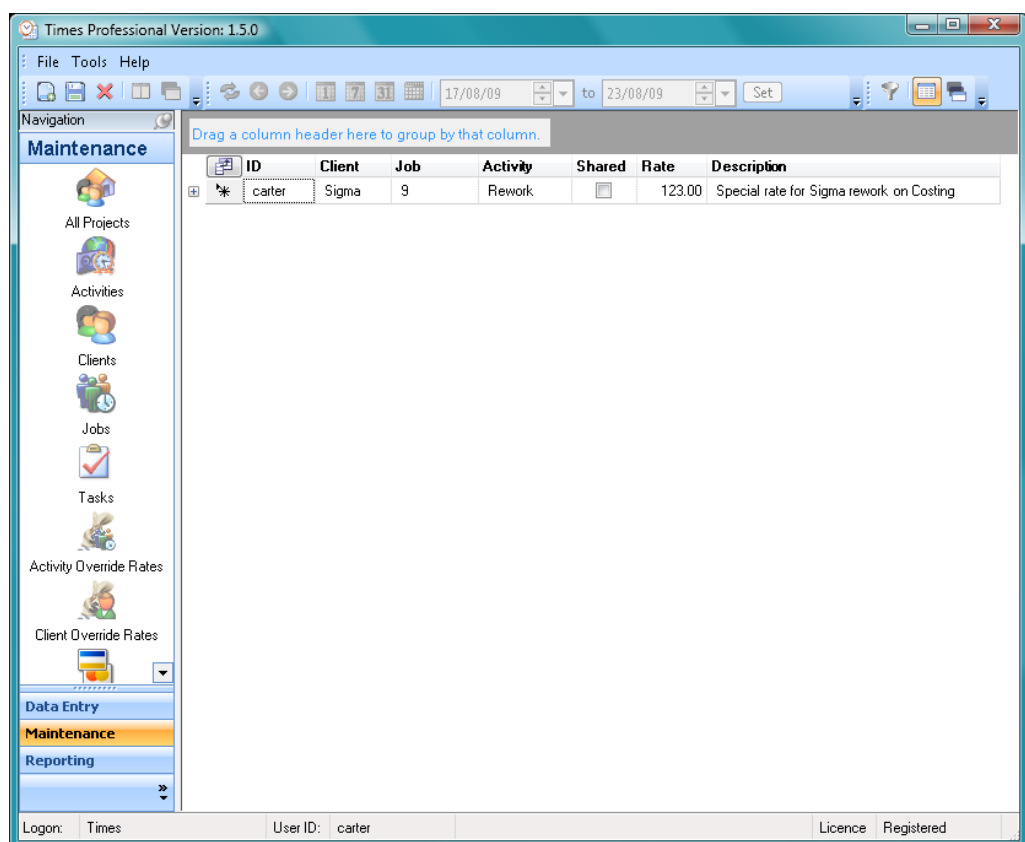 Times Professional Version: 1.5.0
File Tools Help
1 7 31 17/08/09 to 23/08/09 Set
Navigation
Maintenance
All Projects
Activities
Clients
Jobs
Tasks
Activity Override Rates
Client Override Rates
Data Entry
Maintenance
Reporting
Drag a column header here to group by that column.
ID Client Job Activity Shared Rate Description
carter Sigma 9 Rework 123.00 Special rate for Sigma rework on Costing
Logon: Times User ID: carter Licence Registered